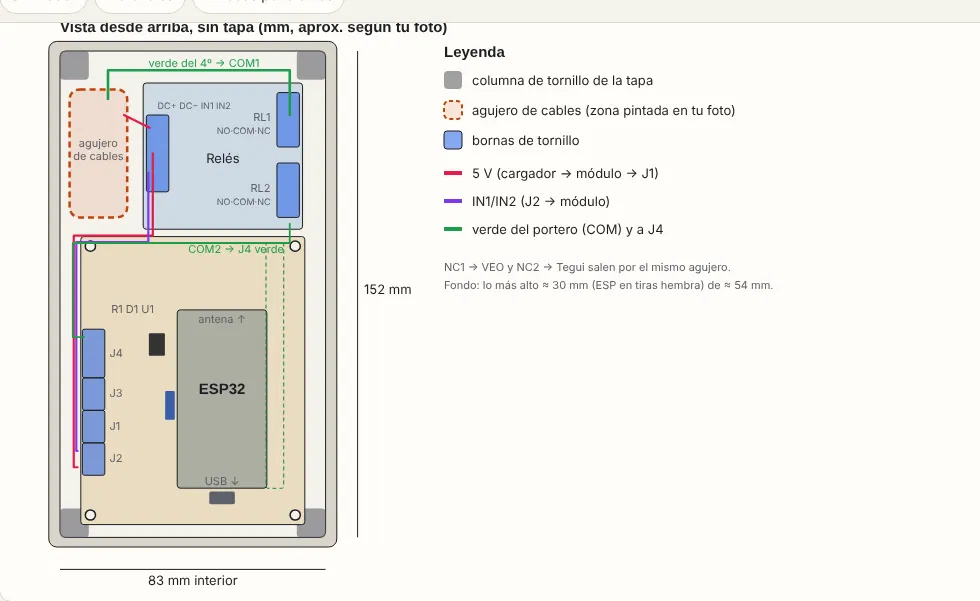 Vista desde arriba, sin tapa (mm, aprox. según tu foto)
verde del 4º → COM1
DC+ DC− IN1 IN2
RL1
NO·COM·NC
agujero
de cables
Relés
RL2
NO·COM·NC
COM2 → J4 verde
R1 D1 U1
antena ↑
J4
ESP32
J3
J1
J2
USB ↓
152 mm
83 mm interior
Leyenda
columna de tornillo de la tapa
agujero de cables (zona pintada en tu foto)
bornas de tornillo
5 V (cargador → módulo → J1)
IN1/IN2 (J2 → módulo)
verde del portero (COM) y a J4
NC1 → VEO y NC2 → Tegui salen por el mismo agujero.
Fondo: lo más alto ≈ 30 mm (ESP en tiras hembra) de ≈ 54 mm.